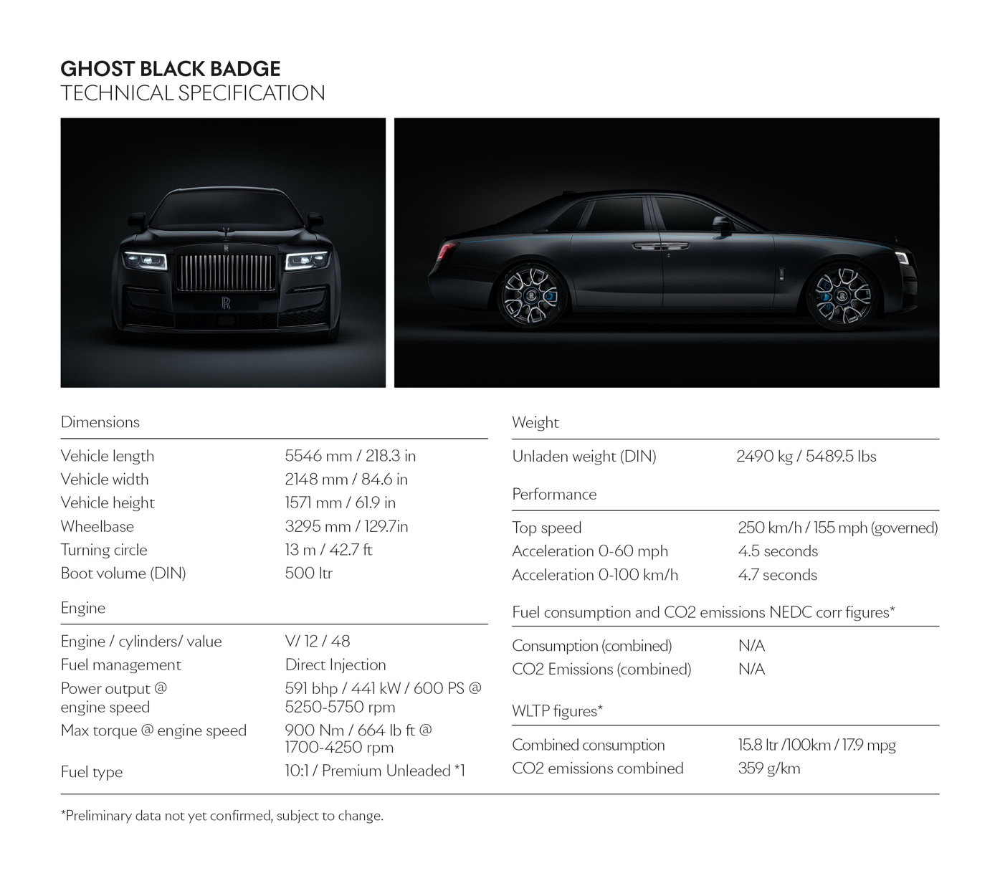 GHOST BLACK BADGE
TECHNICAL SPECIFICATION
Dimensions
Vehicle length 5546 mm / 218.3 in
Vehicle width 2148 mm / 84.6 in
Vehicle height 1571 mm / 61.9 in
Wheelbase 3295 mm / 129.7in
Turning circle 13 m / 42.7 ft
Boot volume (DIN) 500 ltr
Engine
Engine / cylinders/ value V/ 12 / 48
Fuel management Direct Injection
Power output @ 591 bhp / 441 kW / 600 PS @
engine speed 5250-5750 rpm
Max torque @ engine speed 900 Nm / 664 lb ft @
1700-4250 rpm
Fuel type 10:1 / Premium Unleaded *1
Weight
Unladen weight (DIN) 2490 kg / 5489.5 lbs
Performance
Top speed 250 km/h / 155 mph (governed)
Acceleration 0-60 mph 4.5 seconds
Acceleration 0-100 km/h 4.7 seconds
Fuel consumption and CO2 emissions NEDC corr figures*
Consumption (combined) N/A
CO2 Emissions (combined) N/A
WLTP figures*
Combined consumption 15.8 ltr /100km / 17.9 mpg
CO2 emissions combined 359 g/km
*Preliminary data not yet confirmed, subject to change.